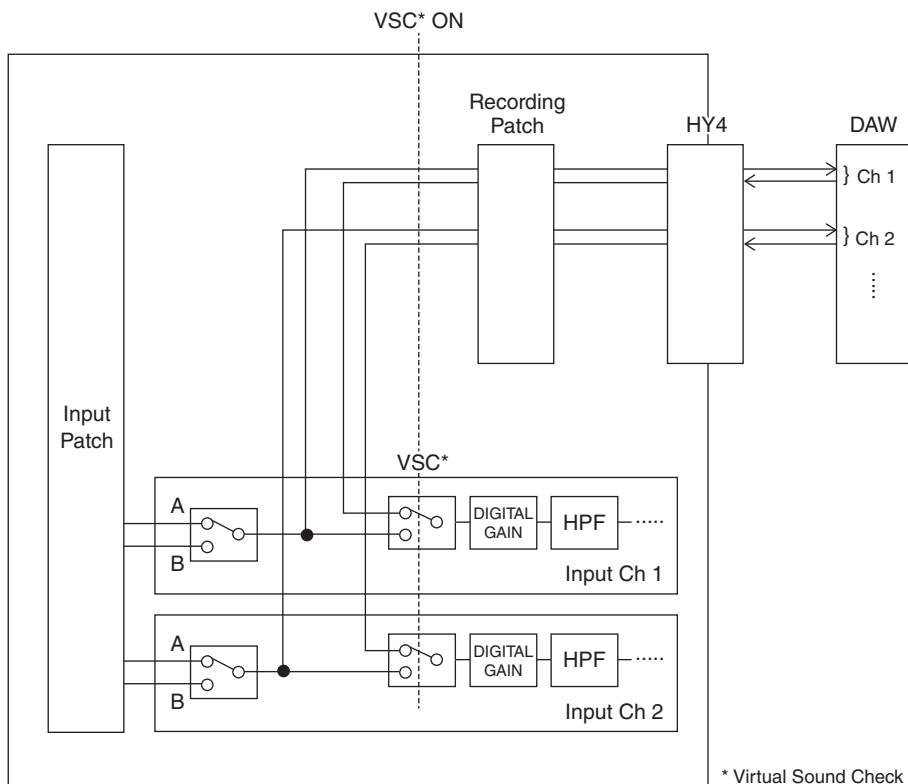 VSC* ON
Recording
Patch
HY4
DAW
} Ch 1
} Ch 2
Input
Patch
VSC*
A
B
DIGITAL
GAIN
HPF
Input Ch 1
A
B
DIGITAL
GAIN
HPF
Input Ch 2
* Virtual Sound Check